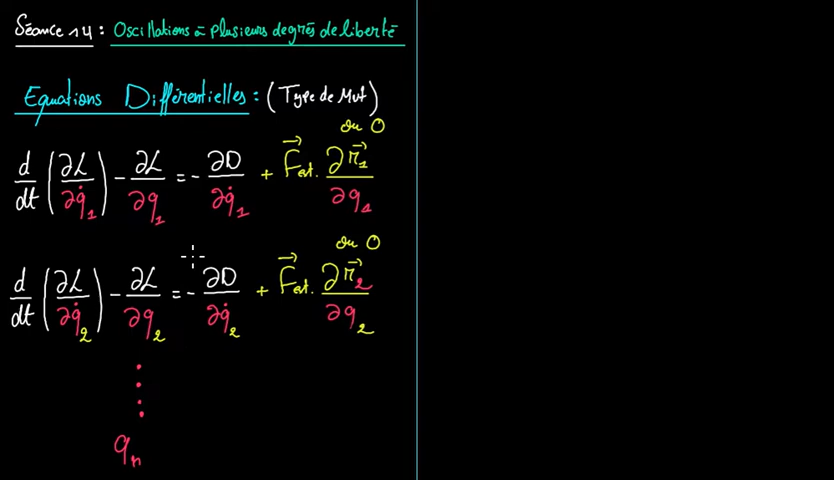 Séance 14 : Oscillations à plusieurs degrés de liberté
Equations Différentielles : (Type de Mvt)
ou 0
d/dt (∂L/∂q̇₁) - ∂L/∂q₁ = - ∂D/∂q̇₁ + F⃗ext. ∂r⃗₁/∂q₁
ou 0
d/dt (∂L/∂q̇₂) - ∂L/∂q₂ = - ∂D/∂q̇₂ + F⃗ext. ∂r⃗₂/∂q₂
⋮
qₙ